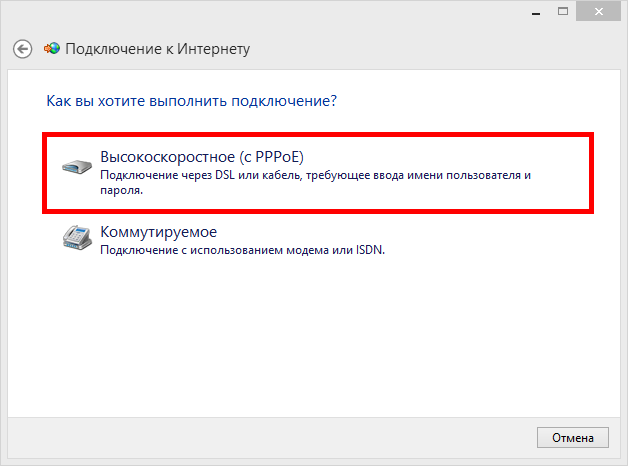 Подключение к Интернету
Как вы хотите выполнить подключение?
Высокоскоростное (с PPPoE)
Подключение через DSL или кабель, требующее ввода имени пользователя и
пароля.
Коммутируемое
Подключение с использованием модема или ISDN.
Отмена